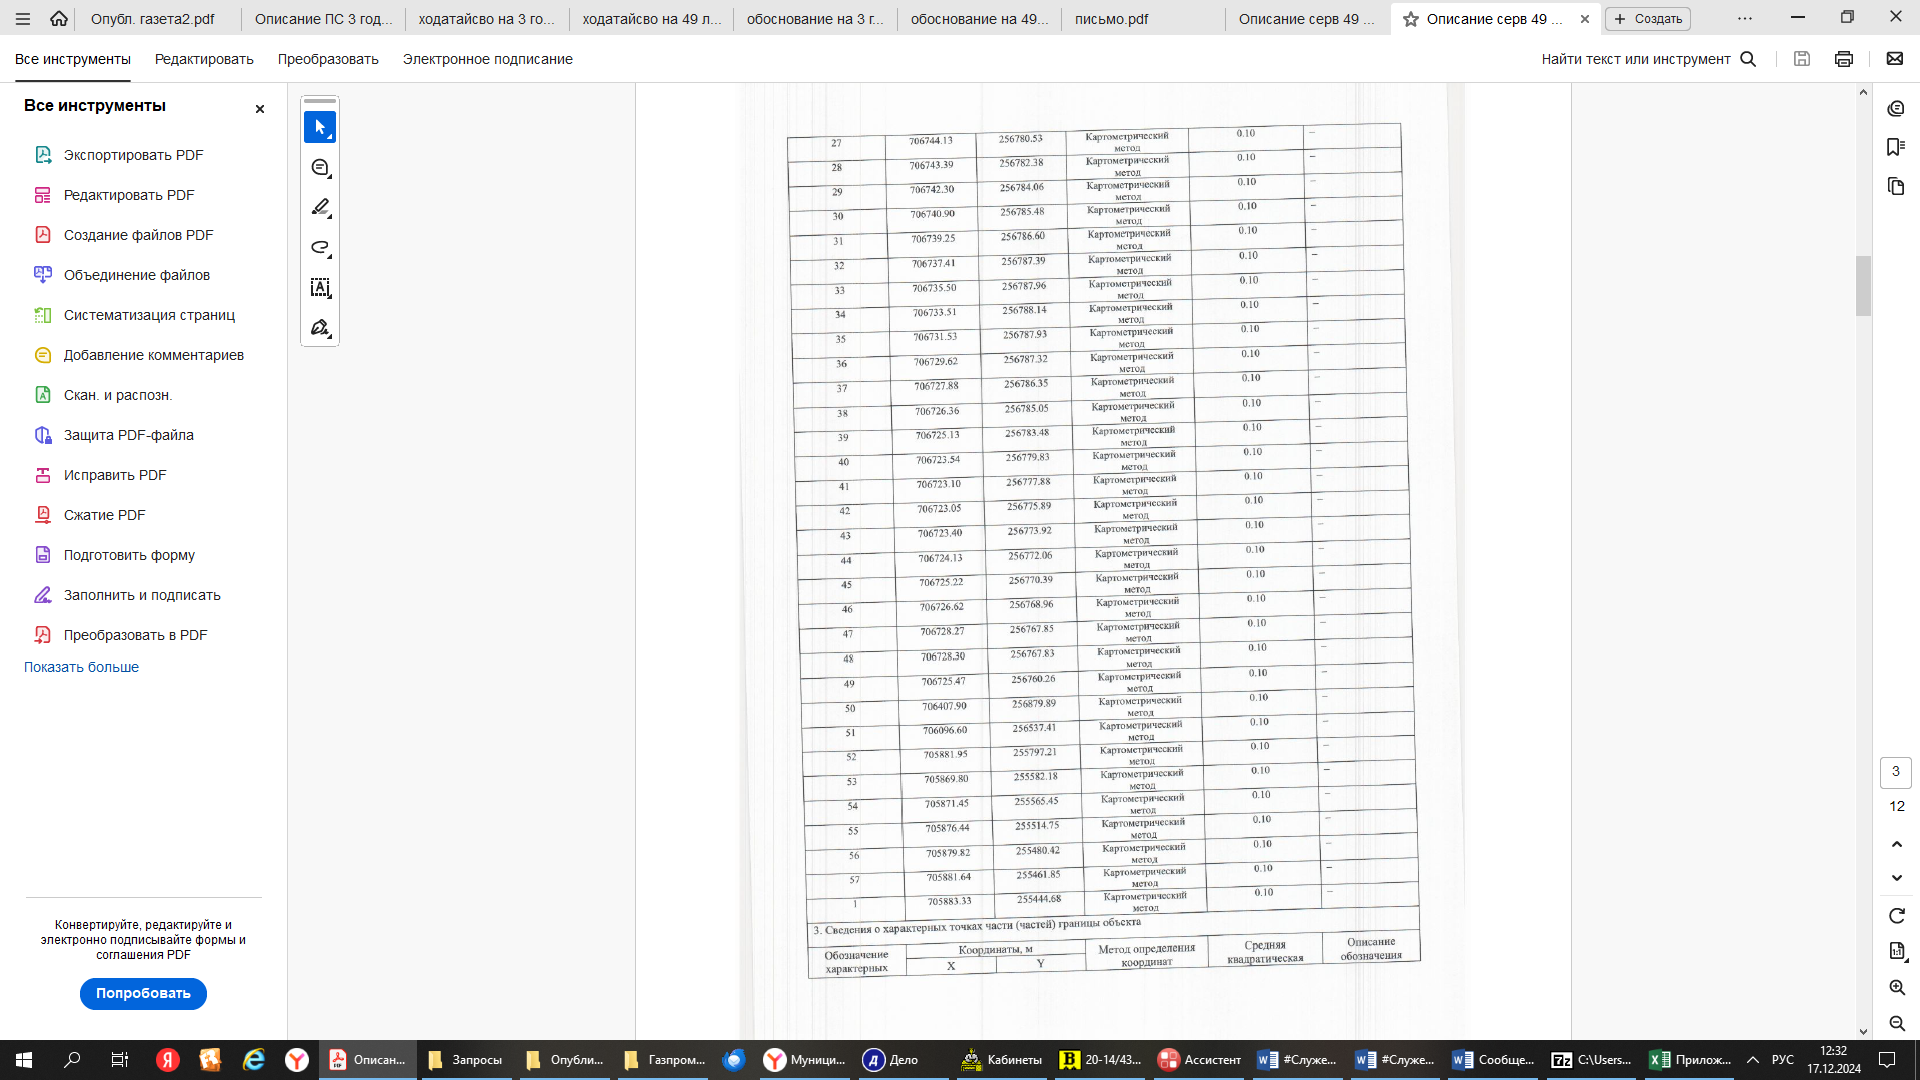 Опубл. газета2.pdf
Описание ПС 3 год...
ходатайсво на 3 го...
ходатайсво на 49 л...
обоснование на 3 г...
обоснование на 49...
письмо.pdf
Описание серв 49 ...
Описание серв 49 ...
Создать
Все инструменты
Редактировать
Преобразовать
Электронное подписание
Найти текст или инструмент
Все инструменты
Экспортировать PDF
Редактировать PDF
Создание файлов PDF
Объединение файлов
Систематизация страниц
Добавление комментариев
Скан. и распозн.
Защита PDF-файла
Исправить PDF
Сжатие PDF
Подготовить форму
Заполнить и подписать
Преобразовать в PDF
Показать больше
Конвертируйте, редактируйте и
электронно подписывайте формы и
соглашения PDF
Попробовать
27 706744.13 256780.53 Картометрический метод 0.10 –
28 706743.39 256782.38 Картометрический метод 0.10 –
29 706742.30 256784.06 Картометрический метод 0.10 –
30 706740.90 256785.48 Картометрический метод 0.10 –
31 706739.25 256786.60 Картометрический метод 0.10 –
32 706737.41 256787.39 Картометрический метод 0.10 –
33 706735.50 256787.96 Картометрический метод 0.10 –
34 706733.51 256788.14 Картометрический метод 0.10 –
35 706731.53 256787.93 Картометрический метод 0.10 –
36 706729.62 256787.32 Картометрический метод 0.10 –
37 706727.88 256786.35 Картометрический метод 0.10 –
38 706726.36 256785.05 Картометрический метод 0.10 –
39 706725.13 256783.48 Картометрический метод 0.10 –
40 706723.54 256779.83 Картометрический метод 0.10 –
41 706723.10 256777.88 Картометрический метод 0.10 –
42 706723.05 256775.89 Картометрический метод 0.10 –
43 706723.40 256773.92 Картометрический метод 0.10 –
44 706724.13 256772.06 Картометрический метод 0.10 –
45 706725.22 256770.39 Картометрический метод 0.10 –
46 706726.62 256768.96 Картометрический метод 0.10 –
47 706728.27 256767.85 Картометрический метод 0.10 –
48 706728.30 256767.83 Картометрический метод 0.10 –
49 706725.47 256760.26 Картометрический метод 0.10 –
50 706407.90 256879.89 Картометрический метод 0.10 –
51 706096.60 256537.41 Картометрический метод 0.10 –
52 705881.95 255797.21 Картометрический метод 0.10 –
53 705869.80 255582.18 Картометрический метод 0.10 –
54 705871.45 255565.45 Картометрический метод 0.10 –
55 705876.44 255514.75 Картометрический метод 0.10 –
56 705879.82 255480.42 Картометрический метод 0.10 –
57 705881.64 255461.85 Картометрический метод 0.10 –
1 705883.33 255444.68 Картометрический метод 0.10 –
3. Сведения о характерных точках части (частей) границы объекта
Обозначение характерных
Координаты, м
X Y
Метод определения координат
Средняя квадратическая
Описание обозначения
3
12
Описан...
Запросы
Опубли...
Газпром...
Муници...
Дело
Кабинеты
20-14/43...
Ассистент
#Служе...
#Служе...
Сообще...
C:\Users...
Прилож...
РУС
12:32
17.12.2024